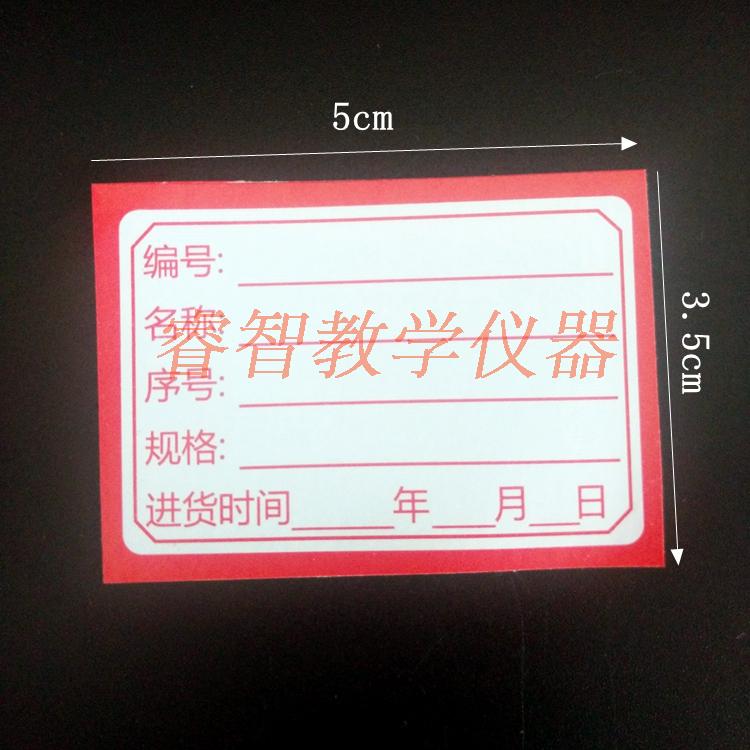 5cm
编号:
名称:
睿智教学仪器
序号:
规格:
进货时间_____年___月__日
3.5cm